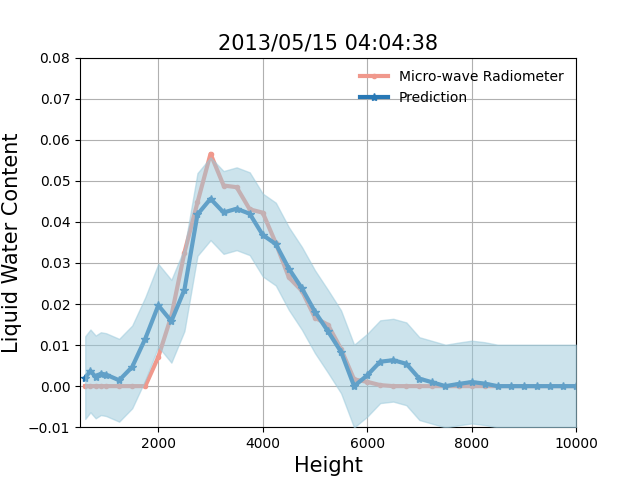 2013/05/15 04:04:38
Micro-wave Radiometer
Prediction
Liquid Water Content
0.08
0.07
0.06
0.05
0.04
0.03
0.02
0.01
0.00
−0.01
2000 4000 6000 8000 10000
Height